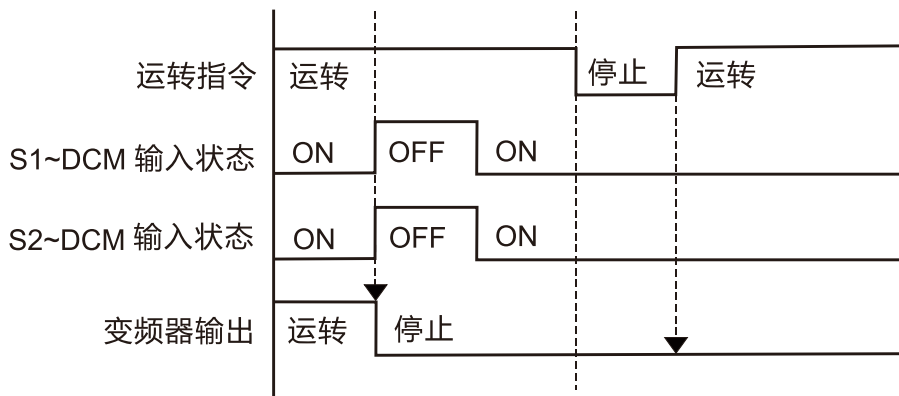 运转指令 运转 停止 运转
S1~DCM 输入状态 ON OFF ON
S2~DCM 输入状态 ON OFF ON
变频器输出 运转 停止